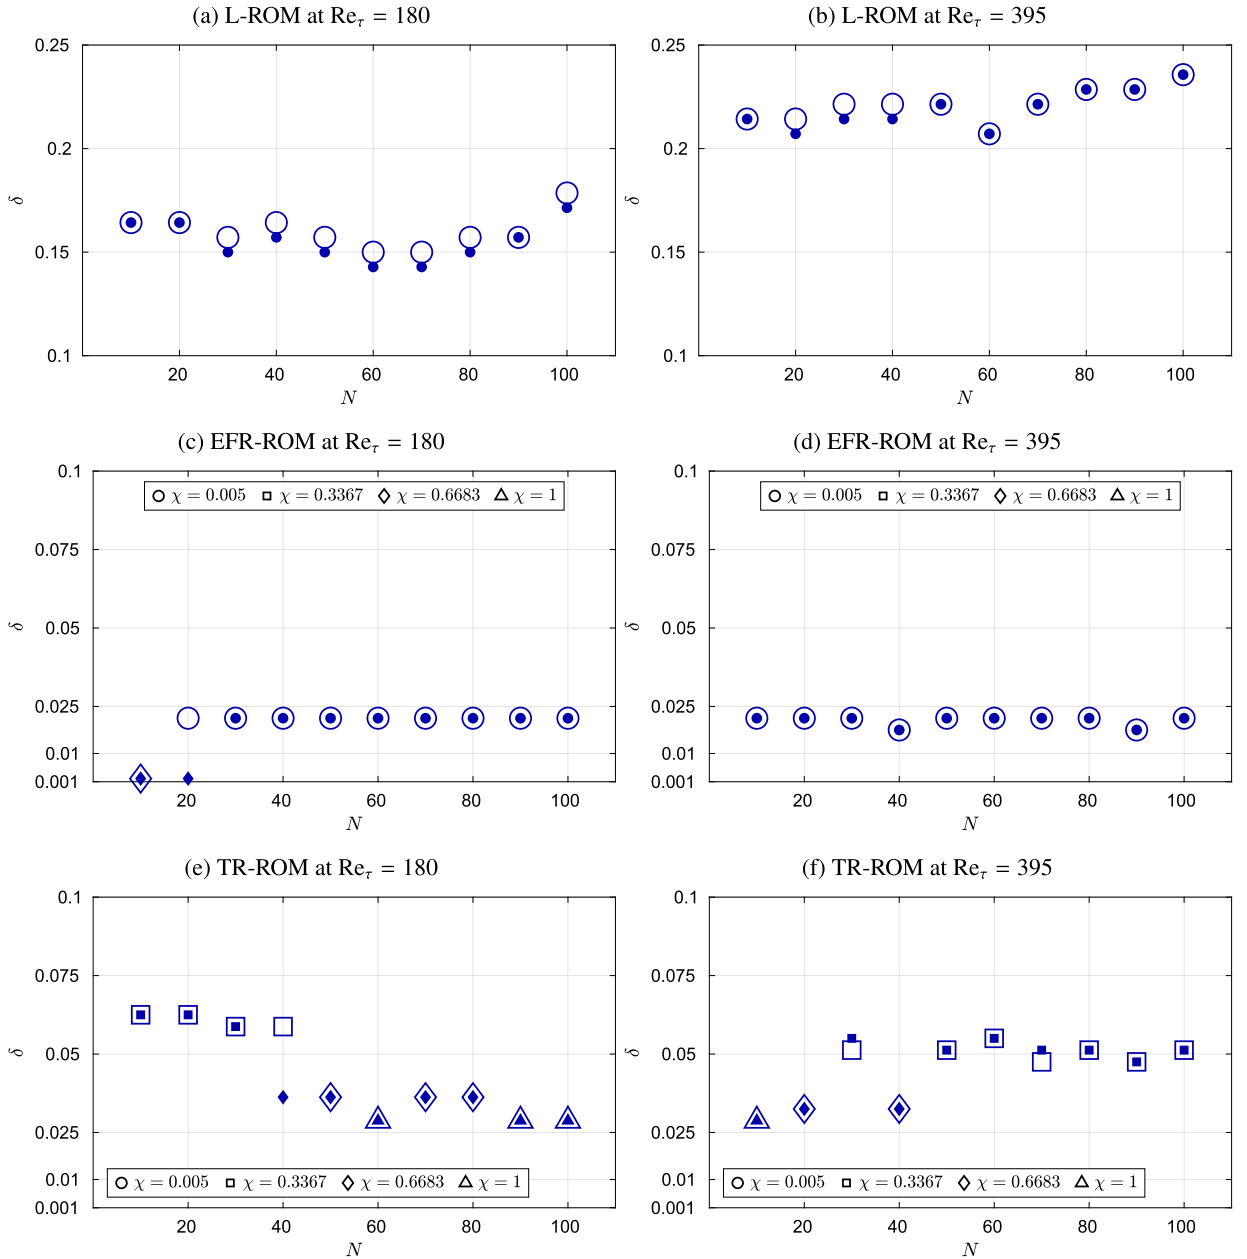 (a) L-ROM at Reτ = 180
0.25
0.2
0.15
0.1
δ
20 40 60 80 100
N
(b) L-ROM at Reτ = 395
0.25
0.2
0.15
0.1
δ
20 40 60 80 100
N
(c) EFR-ROM at Reτ = 180
χ = 0.005 χ = 0.3367 χ = 0.6683 χ = 1
0.1
0.075
0.05
0.025
0.01
0.001
δ
20 40 60 80 100
N
(d) EFR-ROM at Reτ = 395
χ = 0.005 χ = 0.3367 χ = 0.6683 χ = 1
0.1
0.075
0.05
0.025
0.01
0.001
δ
20 40 60 80 100
N
(e) TR-ROM at Reτ = 180
0.1
0.075
0.05
0.025
0.01
0.001
δ
χ = 0.005 χ = 0.3367 χ = 0.6683 χ = 1
20 40 60 80 100
N
(f) TR-ROM at Reτ = 395
0.1
0.075
0.05
0.025
0.01
0.001
δ
χ = 0.005 χ = 0.3367 χ = 0.6683 χ = 1
20 40 60 80 100
N